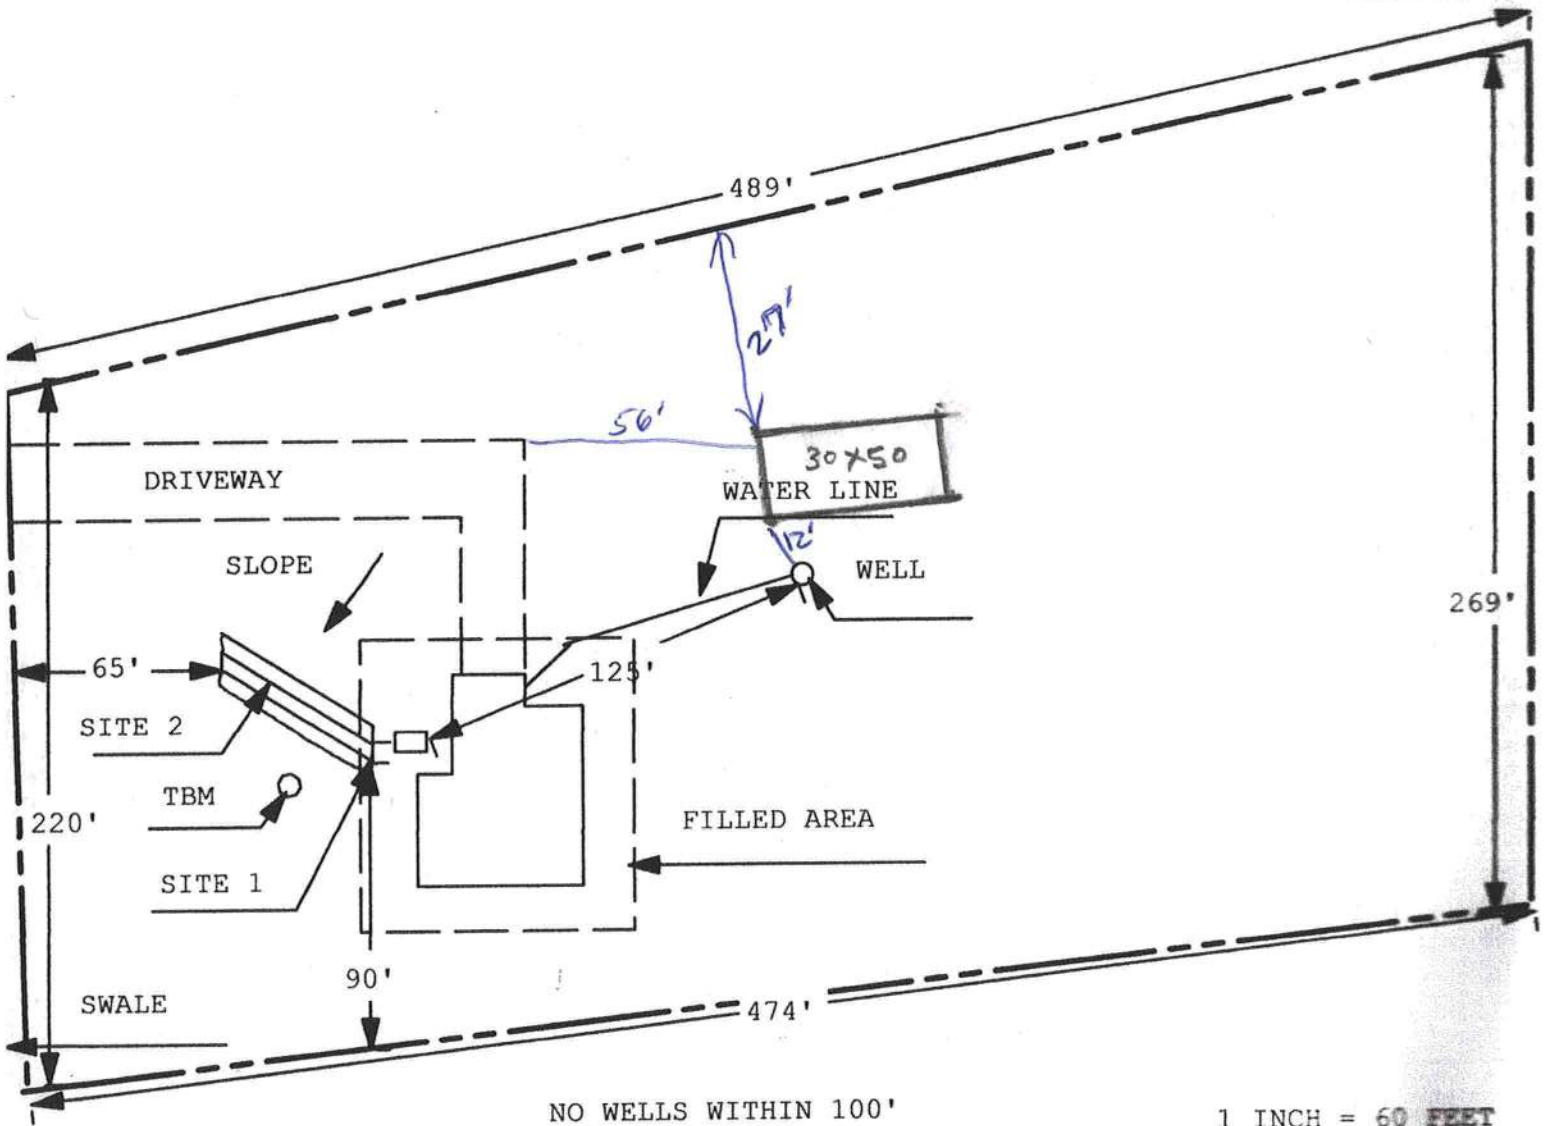 489'
27'
56'
30x50
DRIVEWAY
WATER LINE
12'
SLOPE
WELL
269'
65'
125'
SITE 2
TBM
220'
FILLED AREA
SITE 1
90'
SWALE
474'
NO WELLS WITHIN 100'
1 INCH = 60 FEET